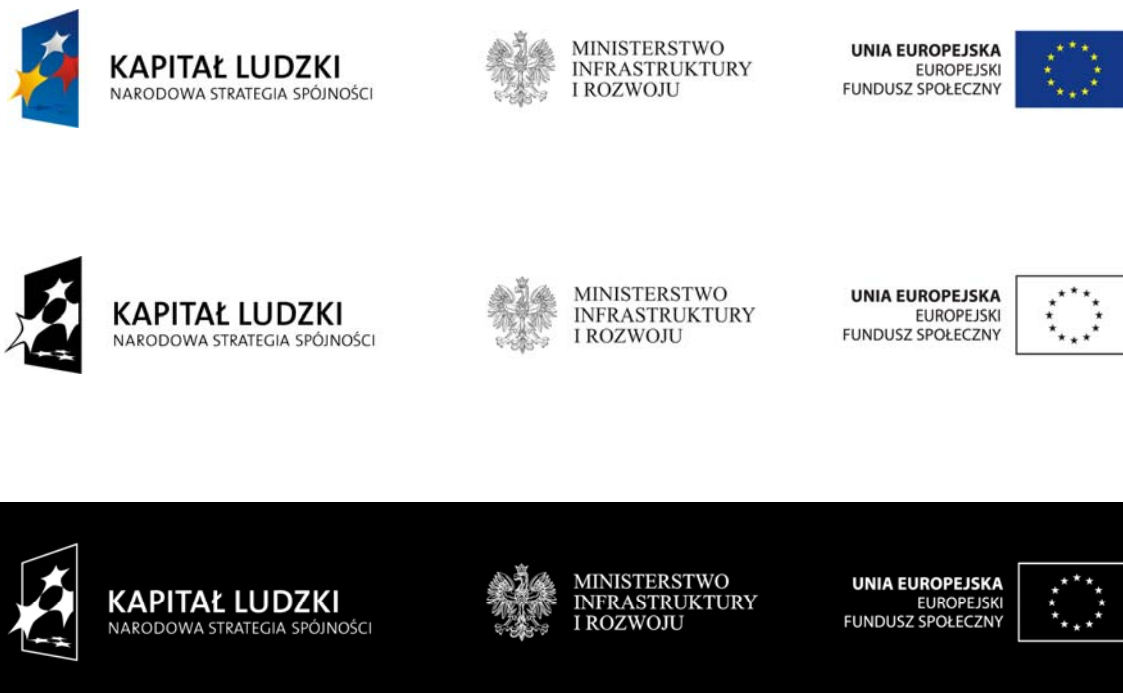 KAPITAŁ LUDZKI
NARODOWA STRATEGIA SPÓJNOŚCI
MINISTERSTWO
INFRASTRUKTURY
I ROZWOJU
UNIA EUROPEJSKA
EUROPEJSKI
FUNDUSZ SPOŁECZNY
KAPITAŁ LUDZKI
NARODOWA STRATEGIA SPÓJNOŚCI
MINISTERSTWO
INFRASTRUKTURY
I ROZWOJU
UNIA EUROPEJSKA
EUROPEJSKI
FUNDUSZ SPOŁECZNY
KAPITAŁ LUDZKI
NARODOWA STRATEGIA SPÓJNOŚCI
MINISTERSTWO
INFRASTRUKTURY
I ROZWOJU
UNIA EUROPEJSKA
EUROPEJSKI
FUNDUSZ SPOŁECZNY